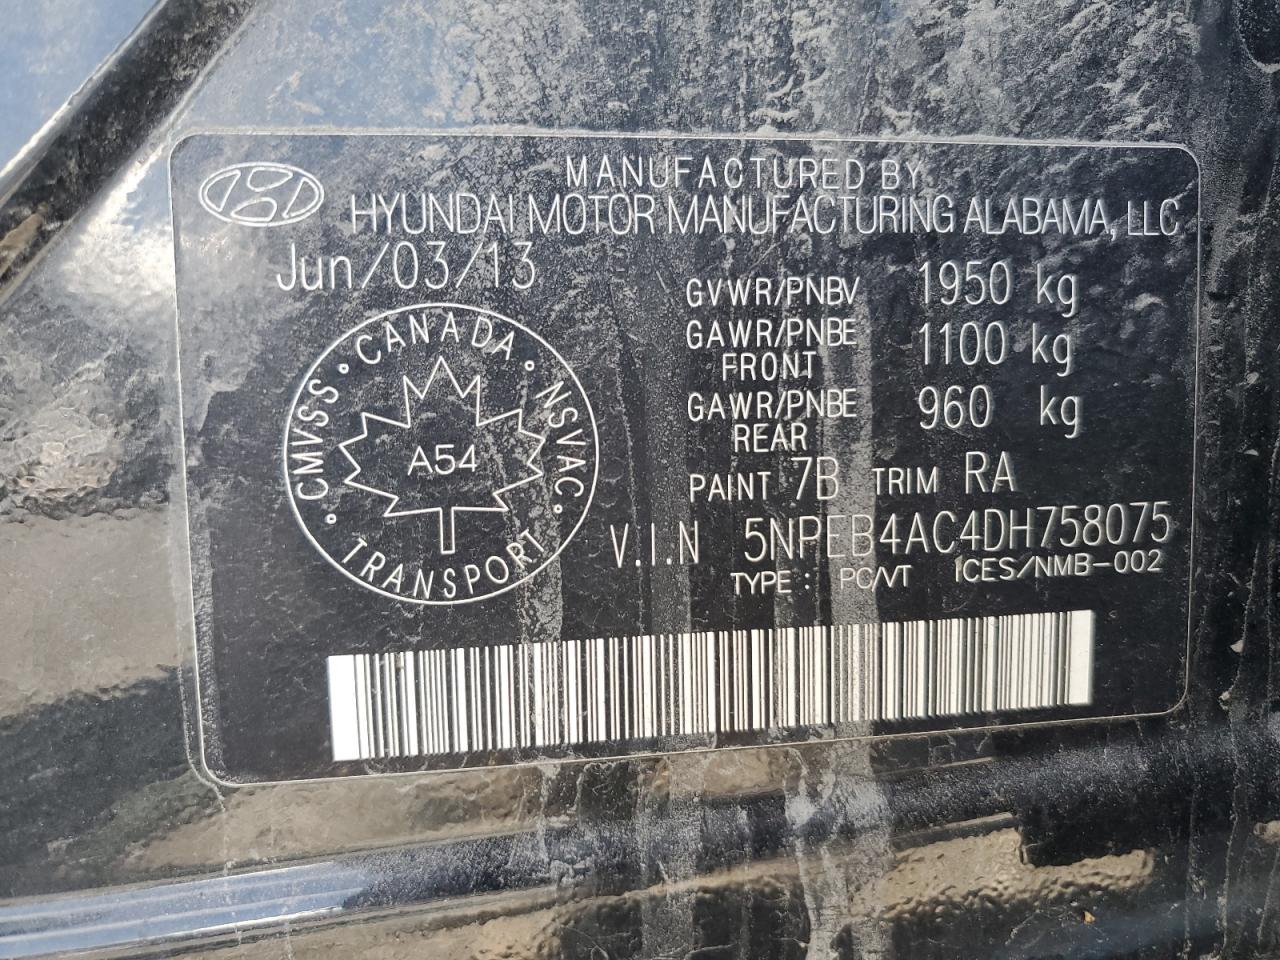 MANUFACTURED BY
HYUNDAI MOTOR MANUFACTURING ALABAMA, LLC
Jun/03/13
GVWR/PNBV 1950 kg
GAWR/PNBE FRONT 1100 kg
GAWR/PNBE REAR 960 kg
PAINT 7B TRIM RA
V.I.N 5NPEB4AC4DH758075
TYPE : PC/VT ICES/NMB-002
CMVSS · CANADA · NSVAC ·
TRANSPORT
A54